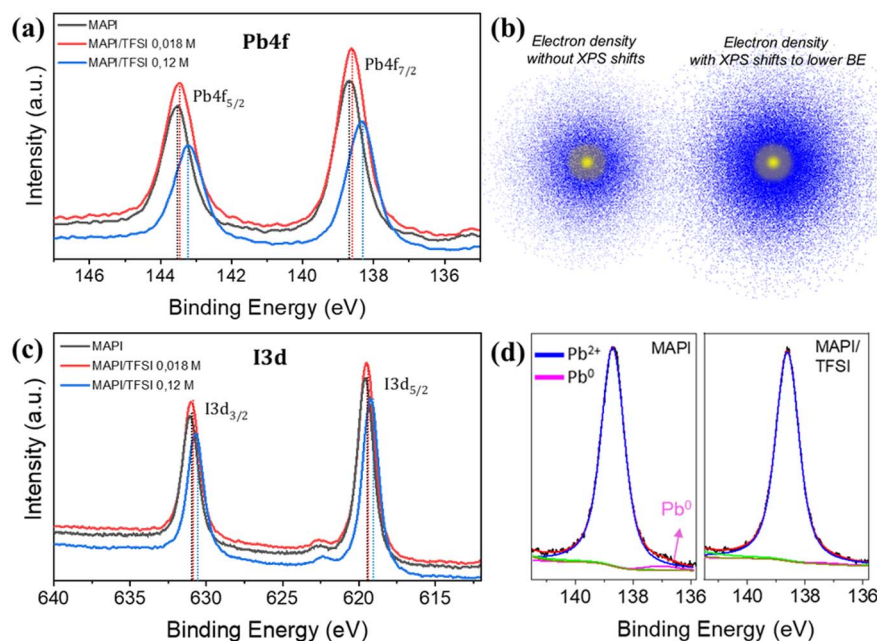 (a)
MAPI
MAPI/TFSI 0,018 M
MAPI/TFSI 0,12 M
Pb4f
Pb4f5/2
Pb4f7/2
Intensity (a.u.)
146 144 142 140 138 136
Binding Energy (eV)
(b)
Electron density
without XPS shifts
Electron density
with XPS shifts to lower BE
(c)
MAPI
MAPI/TFSI 0,018 M
MAPI/TFSI 0,12 M
I3d
I3d3/2
I3d5/2
Intensity (a.u.)
640 635 630 625 620 615
Binding Energy (eV)
(d)
Pb2+
Pb0
MAPI
Pb0
MAPI/
TFSI
140 138 136
140 138 136
Binding Energy (eV)